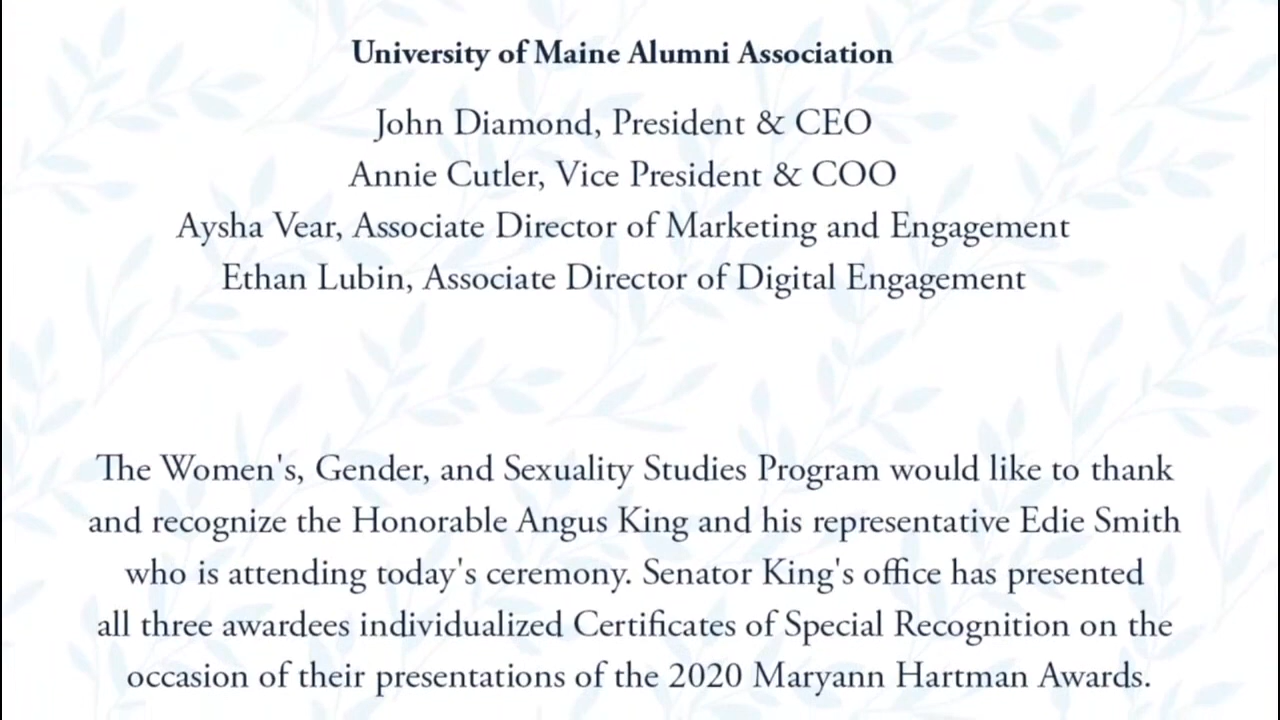 University of Maine Alumni Association
John Diamond, President & CEO
Annie Cutler, Vice President & COO
Aysha Vear, Associate Director of Marketing and Engagement
Ethan Lubin, Associate Director of Digital Engagement
The Women's, Gender, and Sexuality Studies Program would like to thank
and recognize the Honorable Angus King and his representative Edie Smith
who is attending today's ceremony. Senator King's office has presented
all three awardees individualized Certificates of Special Recognition on the
occasion of their presentations of the 2020 Maryann Hartman Awards.